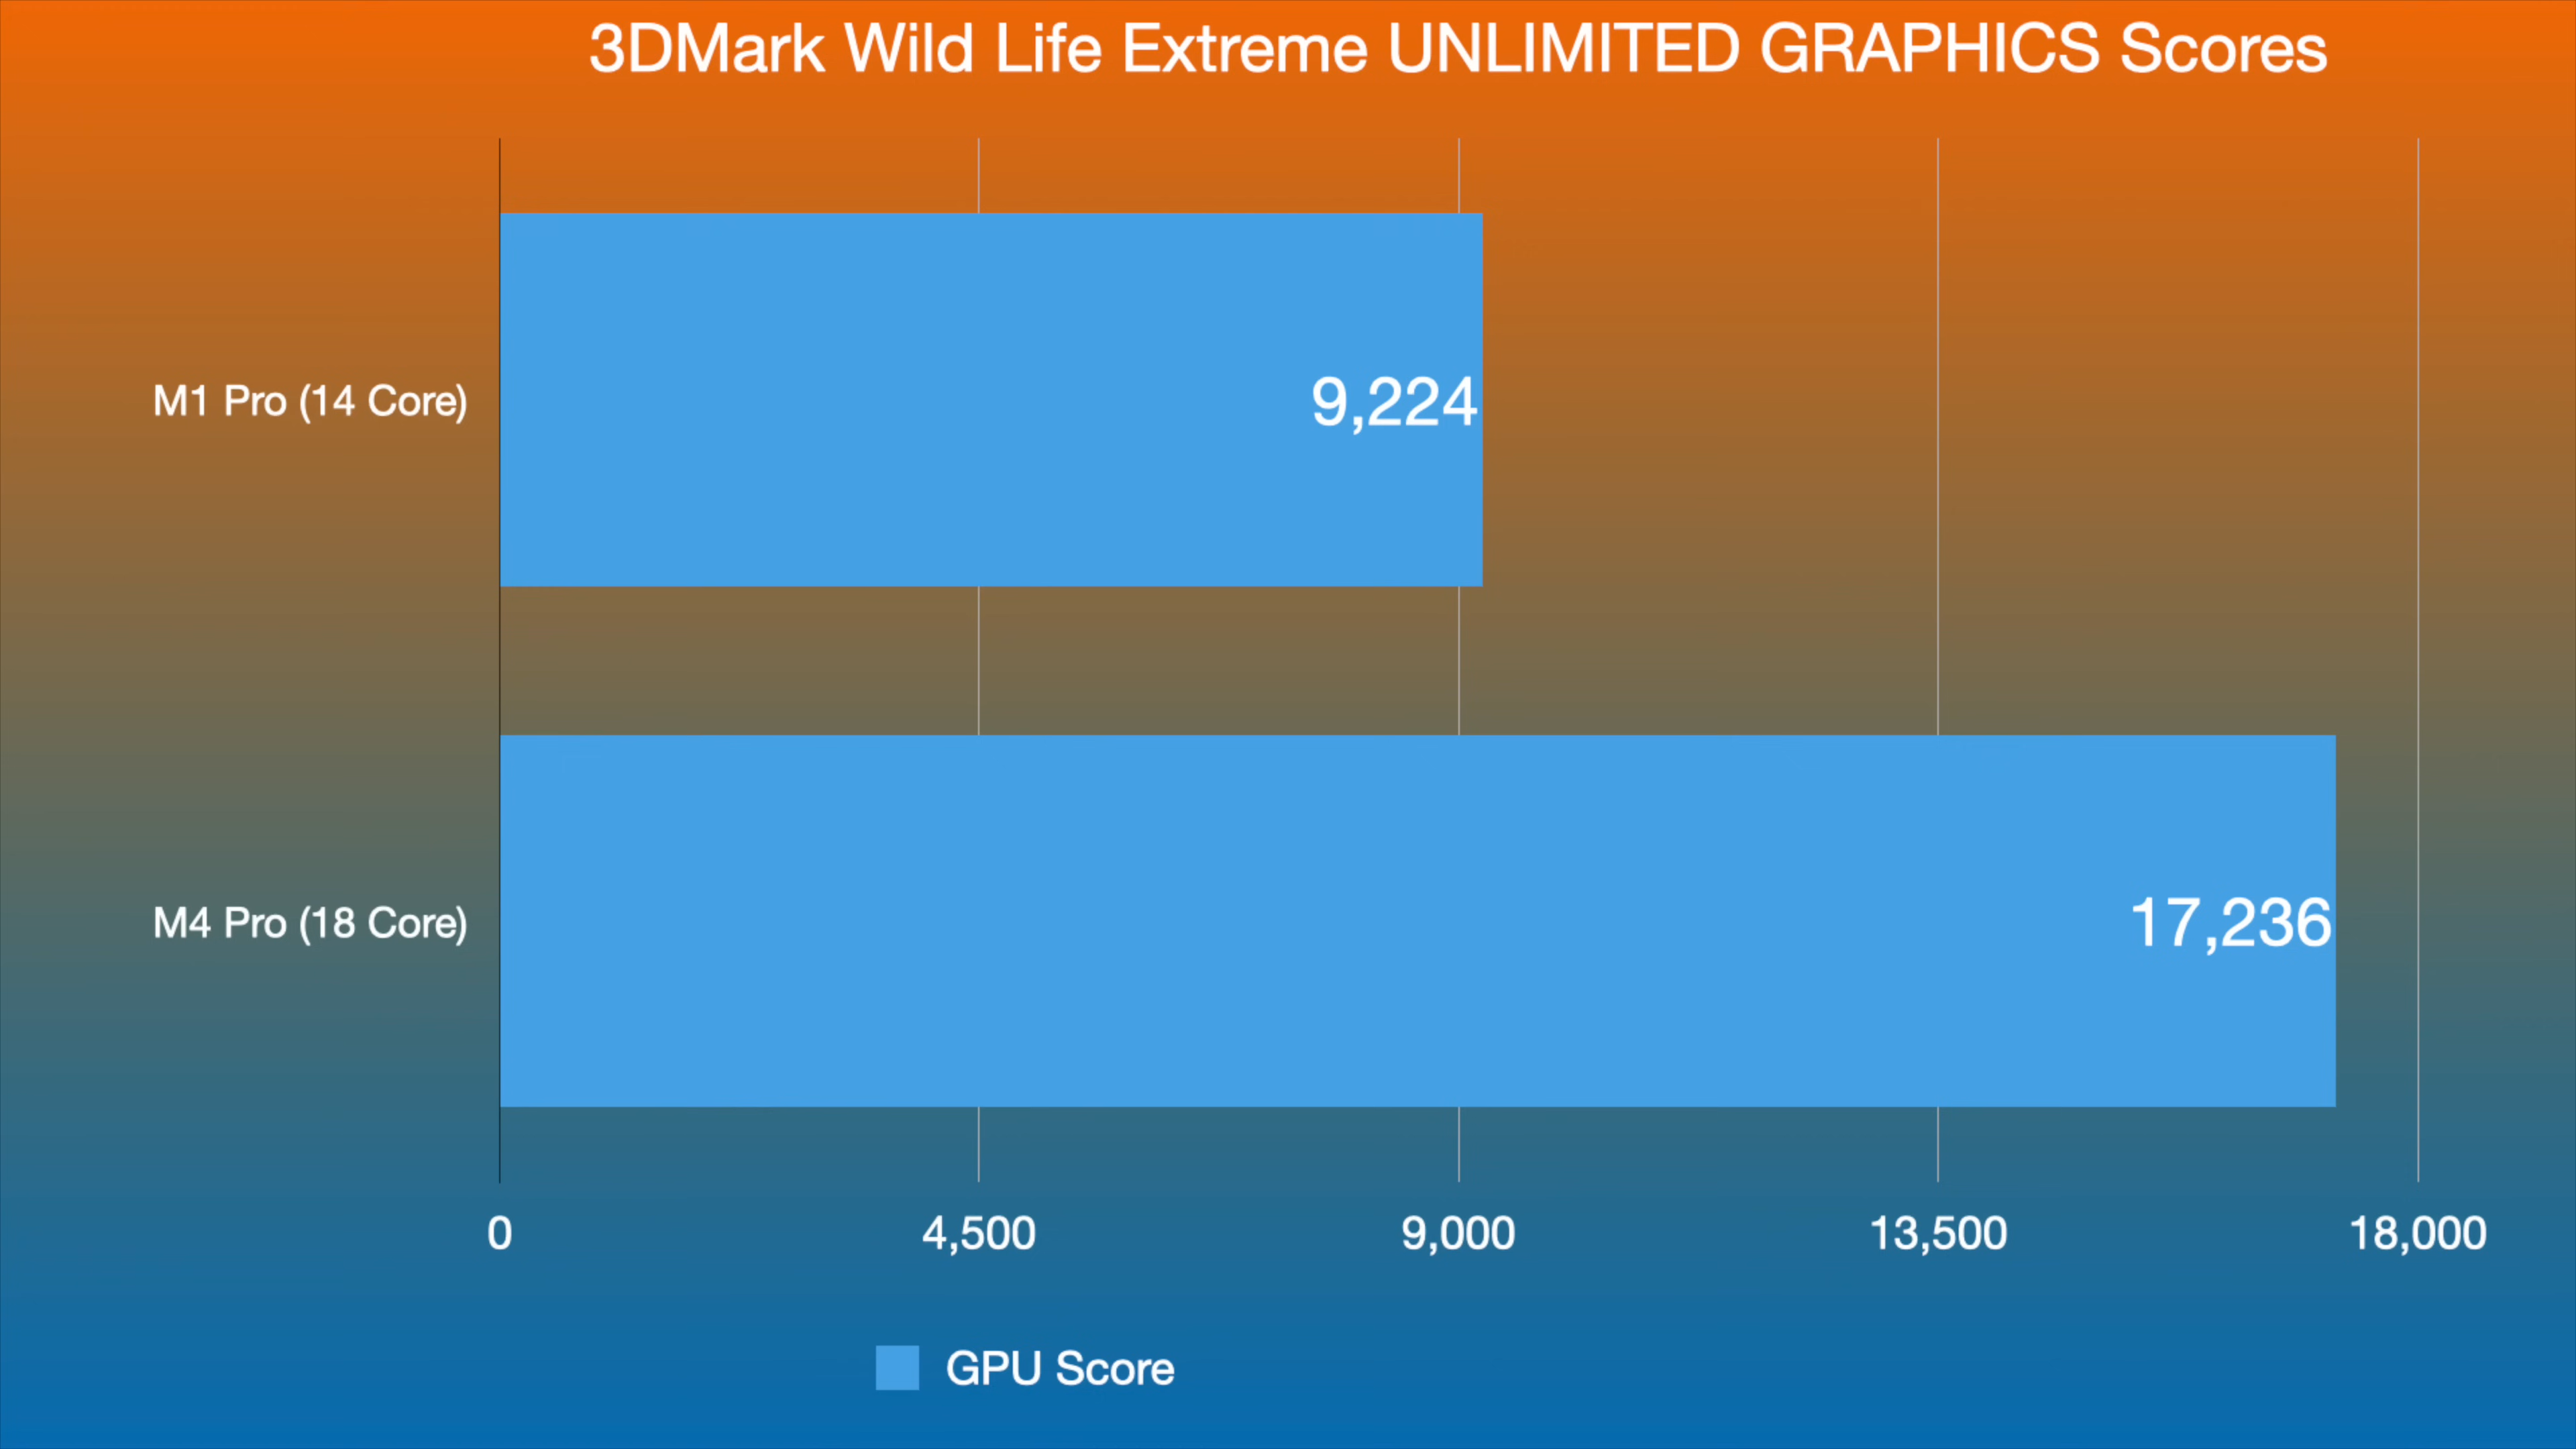 3DMark Wild Life Extreme UNLIMITED GRAPHICS Scores
M1 Pro (14 Core)
9,224
M4 Pro (18 Core)
17,236
0 4,500 9,000 13,500 18,000
GPU Score